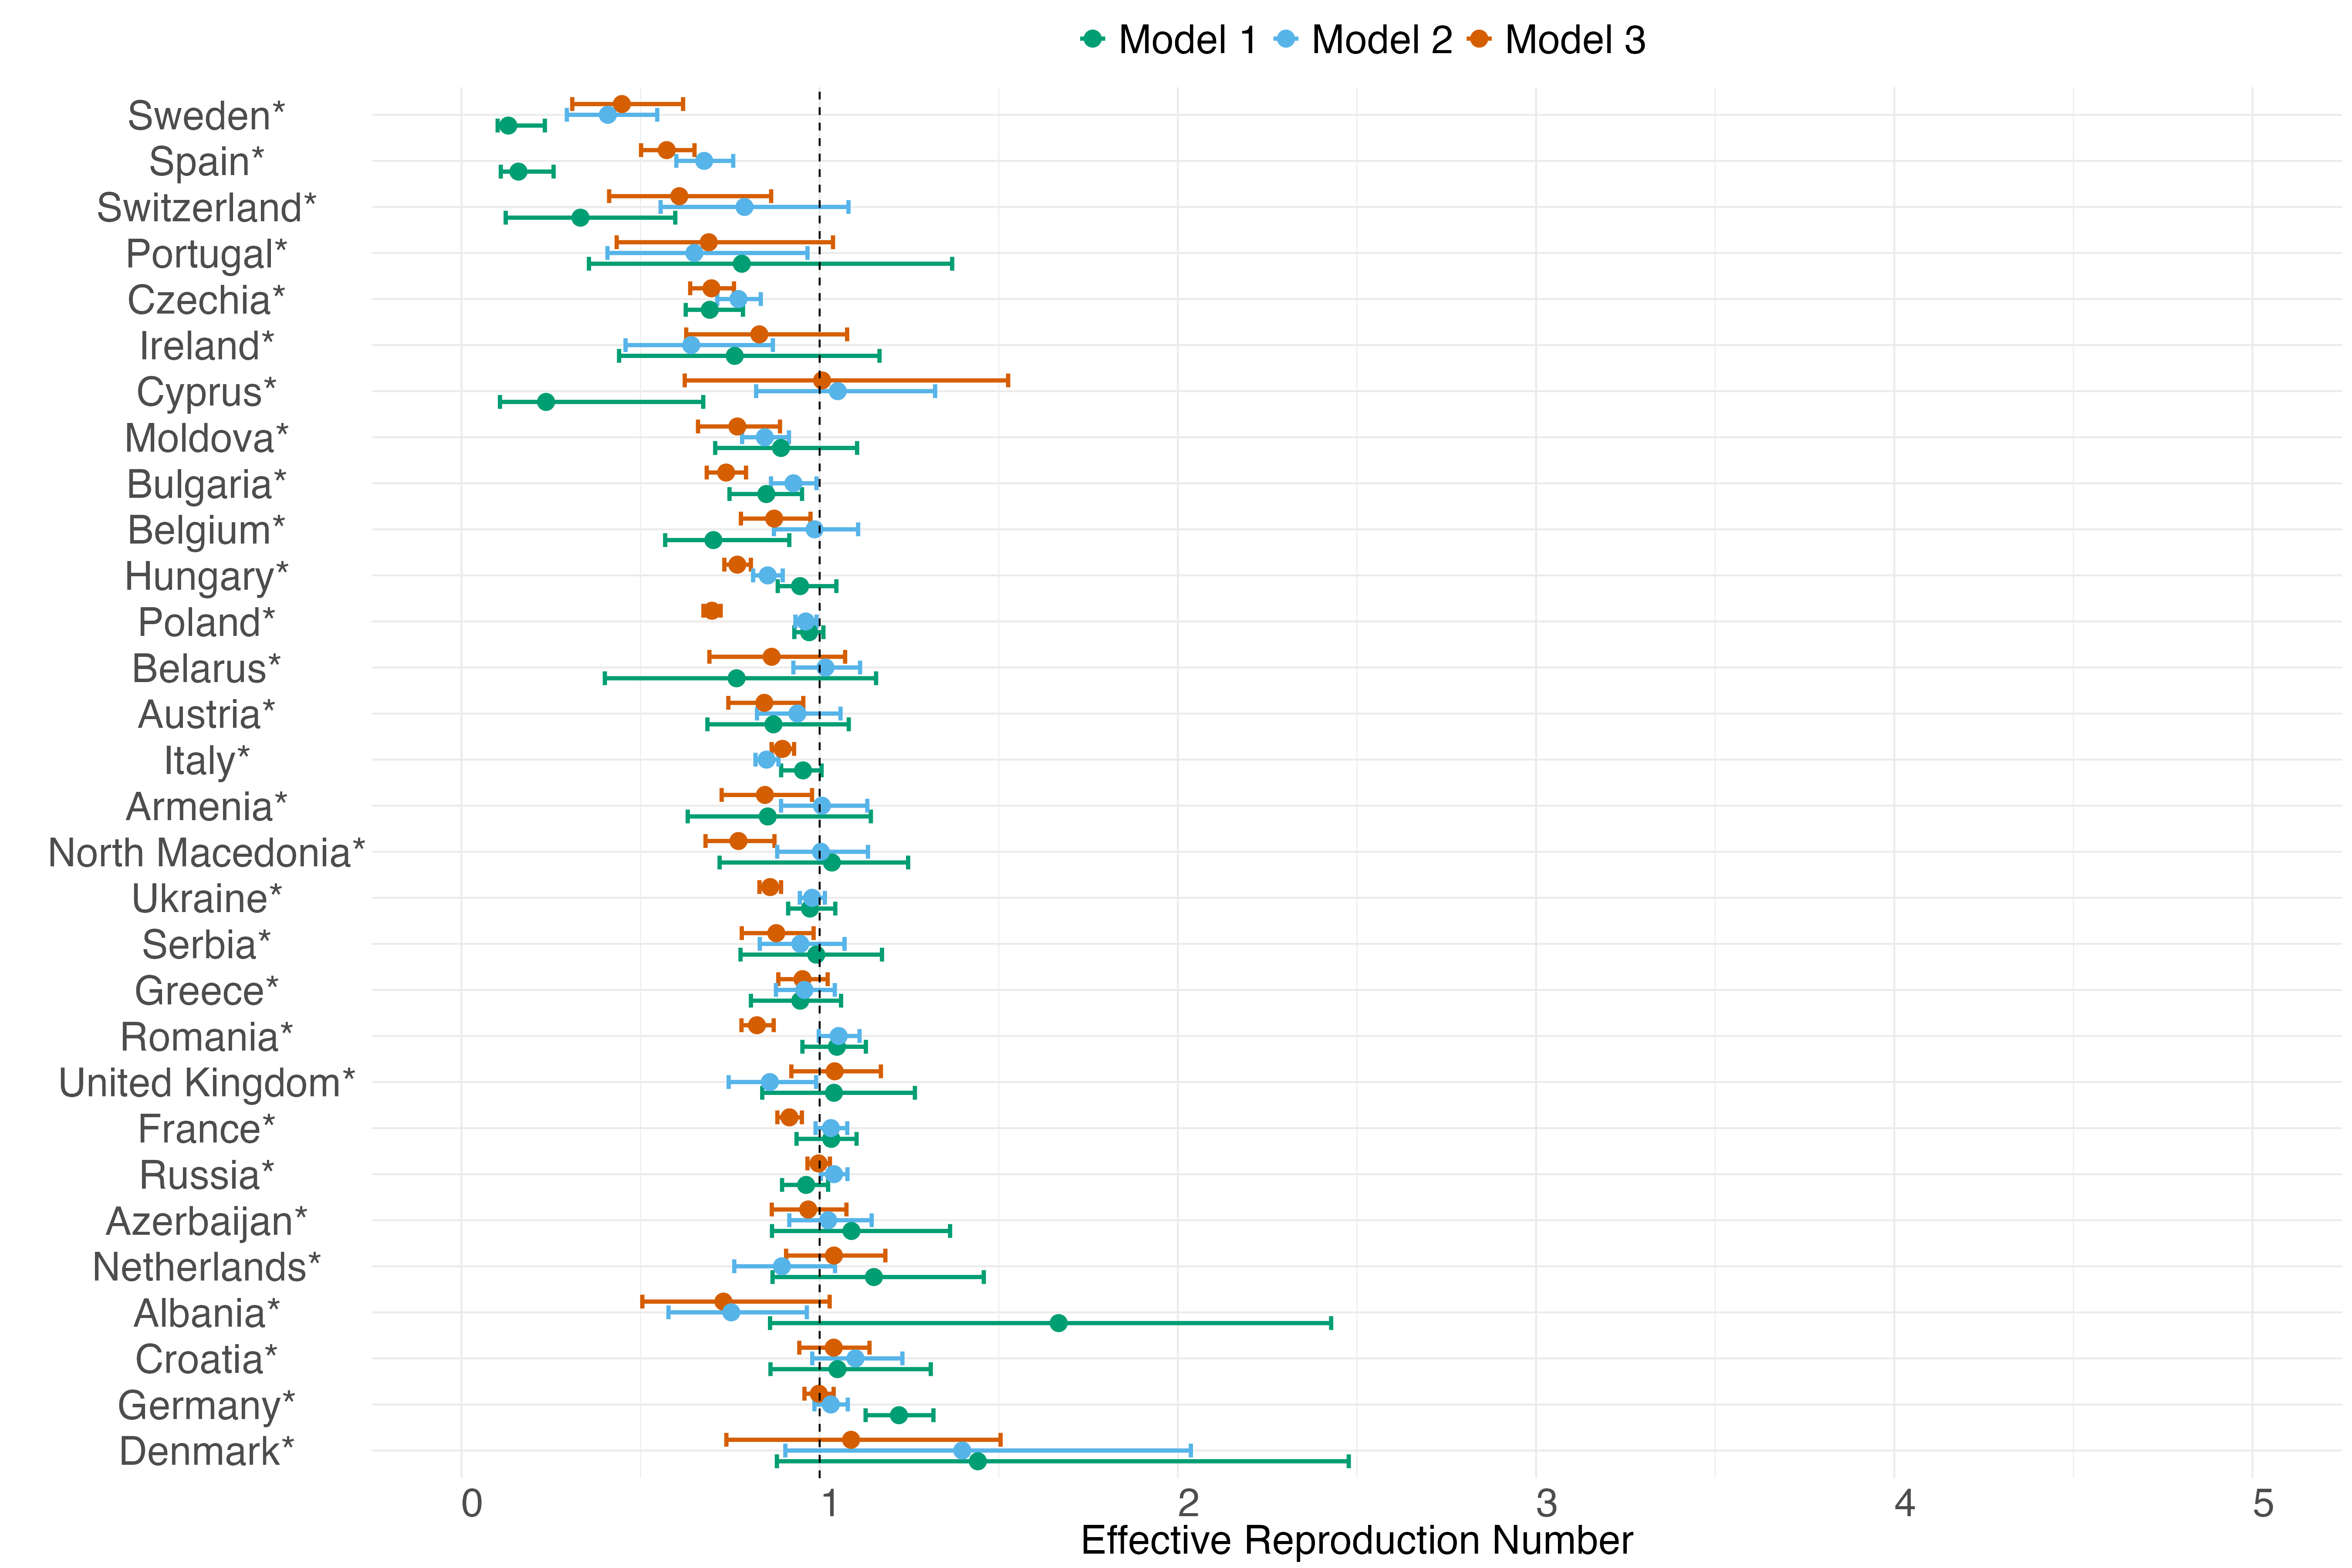 Model 1 Model 2 Model 3
Sweden*
Spain*
Switzerland*
Portugal*
Czechia*
Ireland*
Cyprus*
Moldova*
Bulgaria*
Belgium*
Hungary*
Poland*
Belarus*
Austria*
Italy*
Armenia*
North Macedonia*
Ukraine*
Serbia*
Greece*
Romania*
United Kingdom*
France*
Russia*
Azerbaijan*
Netherlands*
Albania*
Croatia*
Germany*
Denmark*
0 1 2 3 4 5
Effective Reproduction Number